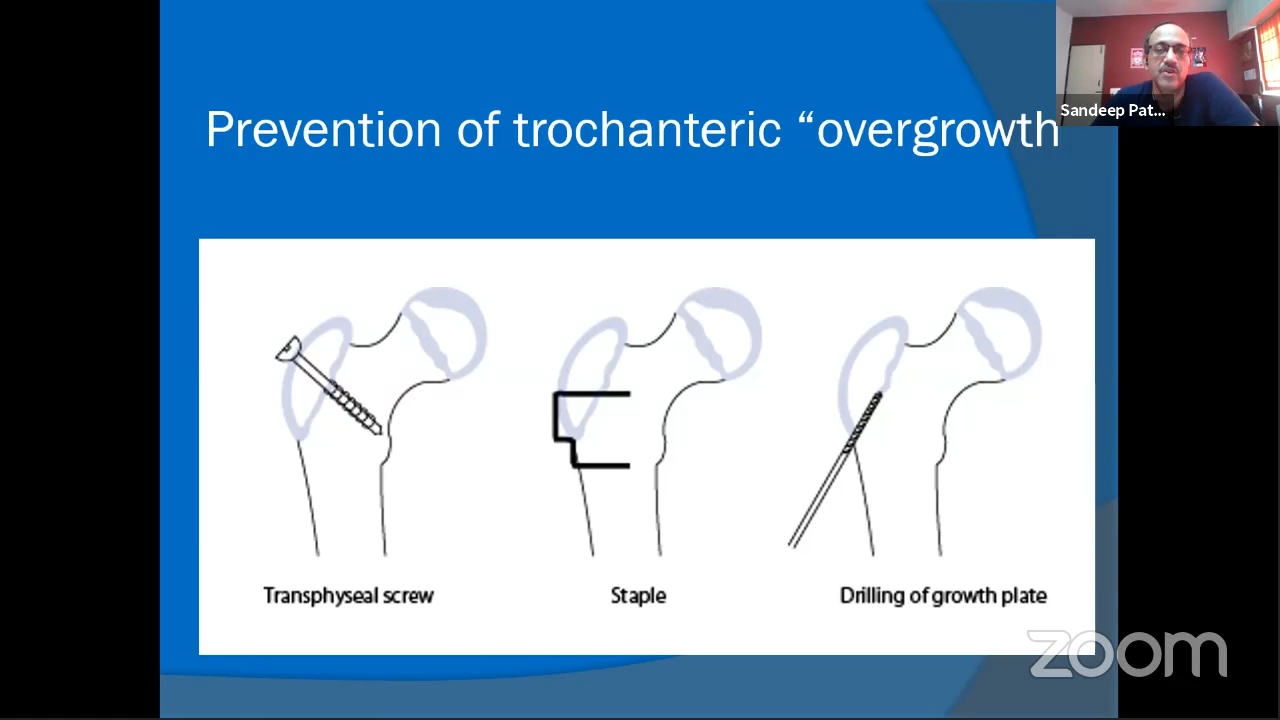 Prevention of trochanteric “overgrowth
Sandeep Pat...
Transphyseal screw
Staple
Drilling of growth plate
zoom